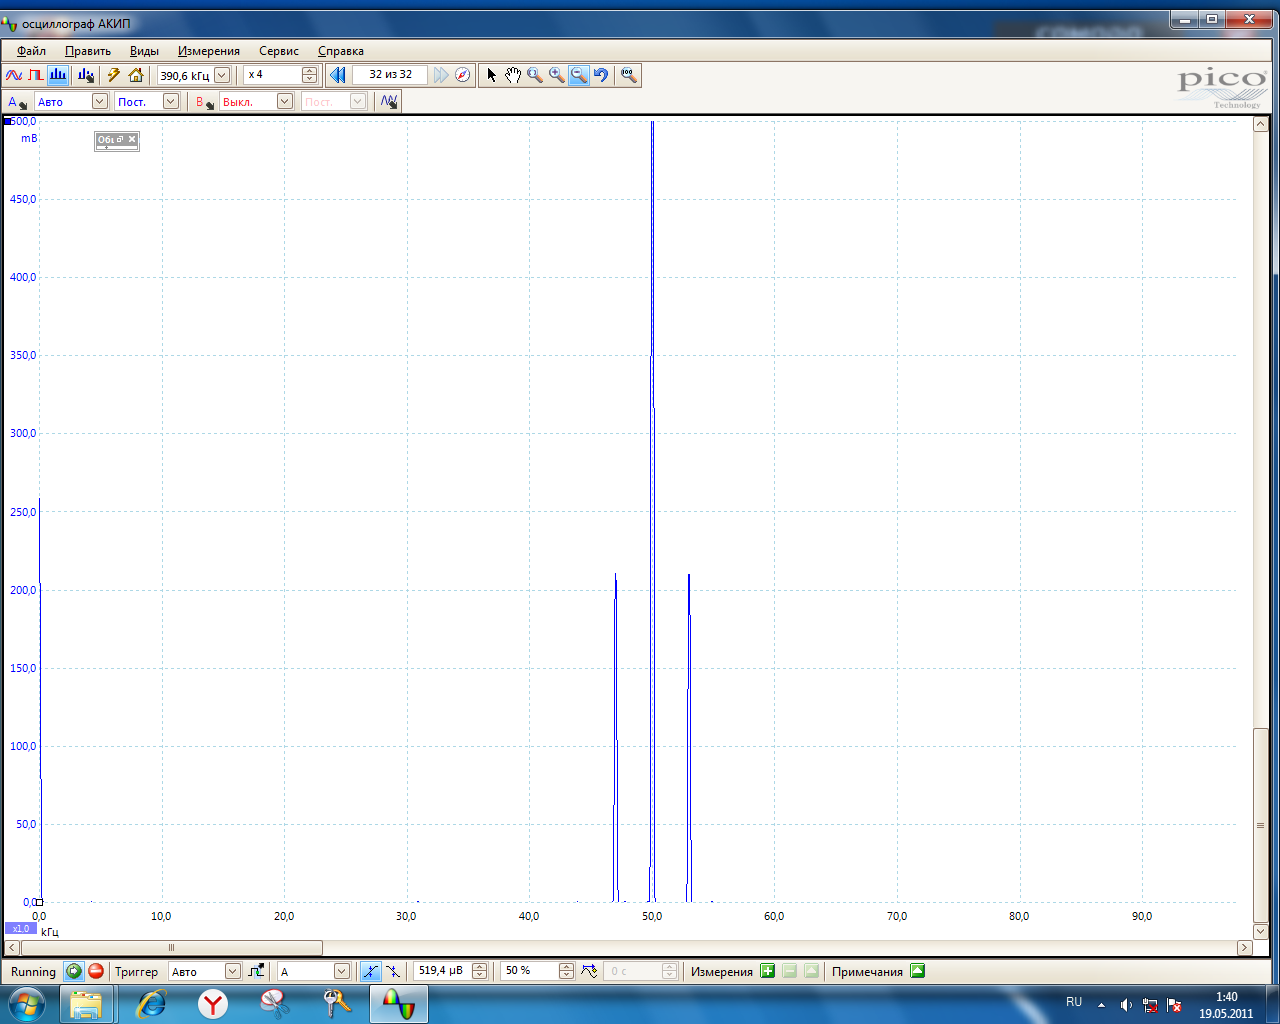 осциллограф АКИП
Файл Править Виды Измерения Сервис Справка
390,6 кГц x 4 32 из 32
A Авто Пост. B Выкл. Пост.
pico
Technology
500,0
mВ
450,0
400,0
350,0
300,0
250,0
200,0
150,0
100,0
50,0
0,0
0,0 10,0 20,0 30,0 40,0 50,0 60,0 70,0 80,0 90,0
x1,0 кГц
Running Триггер Авто A 519,4 µВ 50 % 0 с Измерения Примечания
RU 1:40
19.05.2011